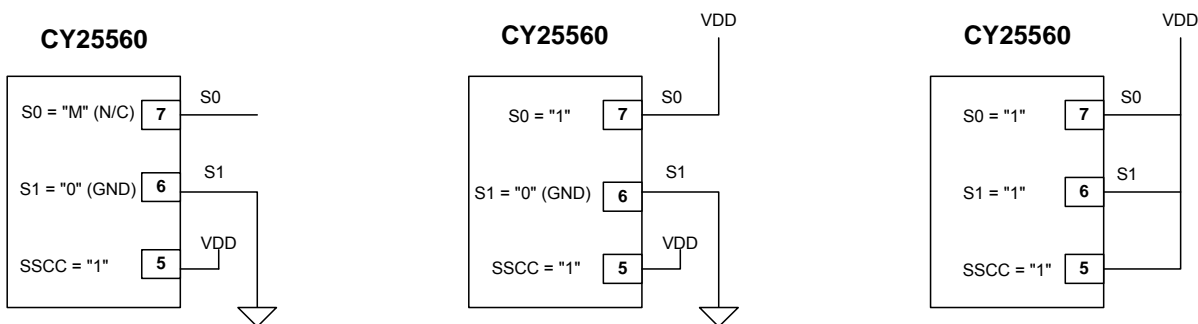 CY25560
S0 = "M" (N/C) 7 S0
S1 = "0" (GND) 6 S1
SSCC = "1" 5 VDD
VDD
CY25560
S0 = "1" 7 S0
S1 = "0" (GND) 6 S1
SSCC = "1" 5 VDD
VDD
CY25560
S0 = "1" 7 S0
S1 = "1" 6 S1
SSCC = "1" 5